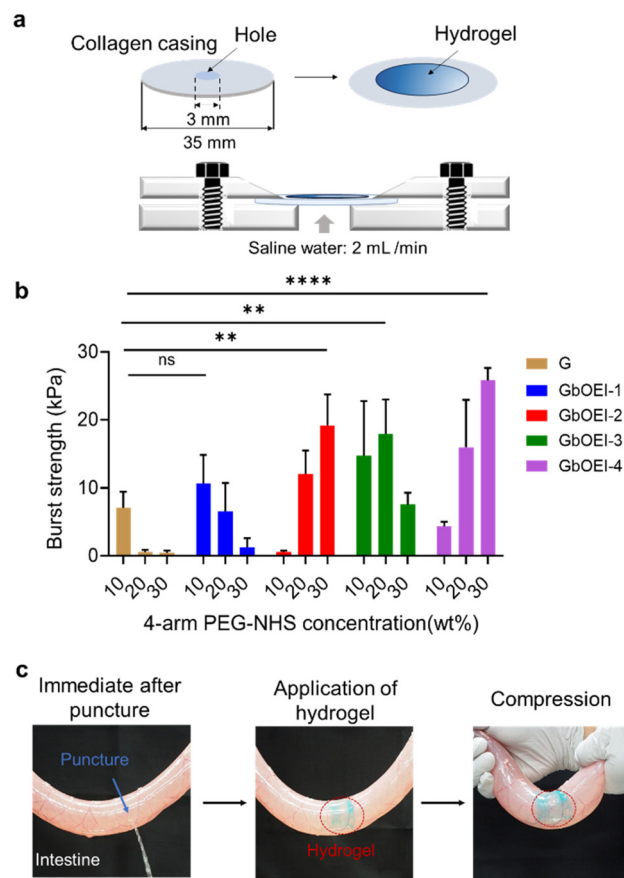 a
Collagen casing
Hole
Hydrogel
3 mm
35 mm
Saline water: 2 mL /min
b
****
**
**
ns
Burst strength (kPa)
30
20
10
0
G
GbOEI-1
GbOEI-2
GbOEI-3
GbOEI-4
10 20 30 10 20 30 10 20 30 10 20 30 10 20 30
4-arm PEG-NHS concentration(wt%)
c
Immediate after
puncture
Application of
hydrogel
Compression
Puncture
Intestine
Hydrogel